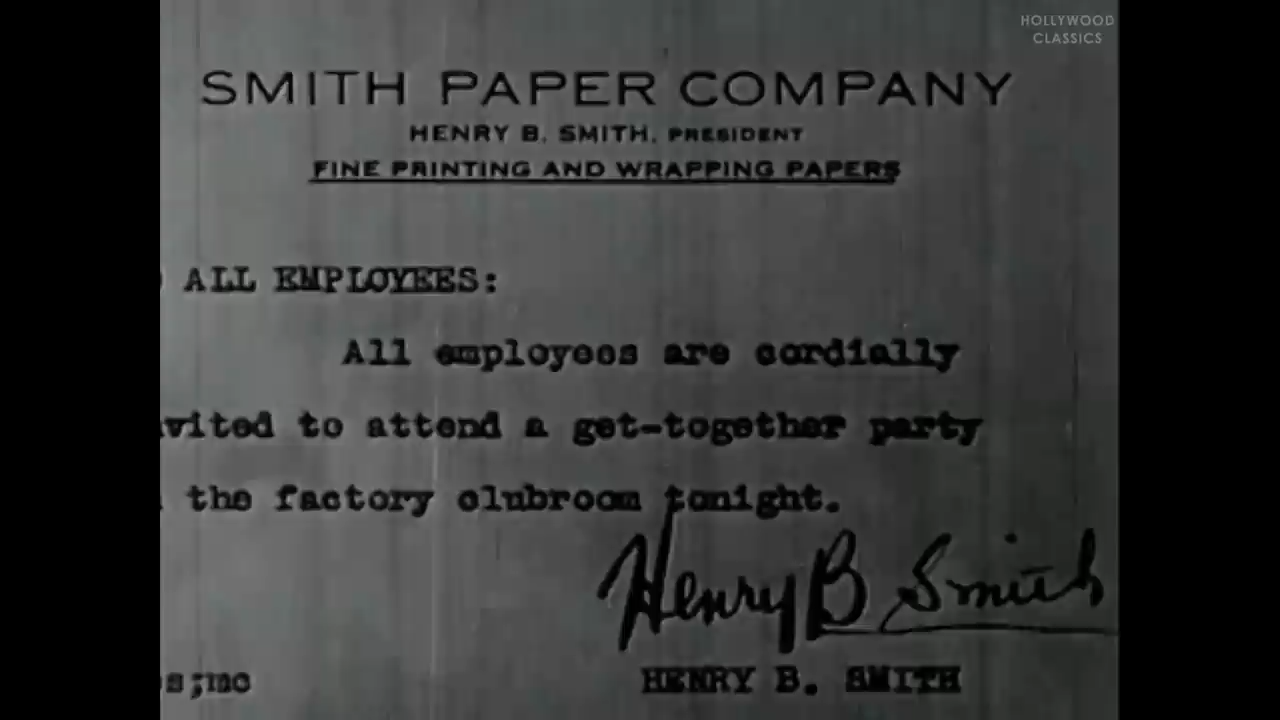 HOLLYWOOD
CLASSICS
SMITH PAPER COMPANY
HENRY B. SMITH, PRESIDENT
FINE PRINTING AND WRAPPING PAPERS
ALL EMPLOYEES:
All employees are cordially
vited to attend a get-together party
the factory clubroom tonight.
Henry B Smith
HENRY B. SMITH